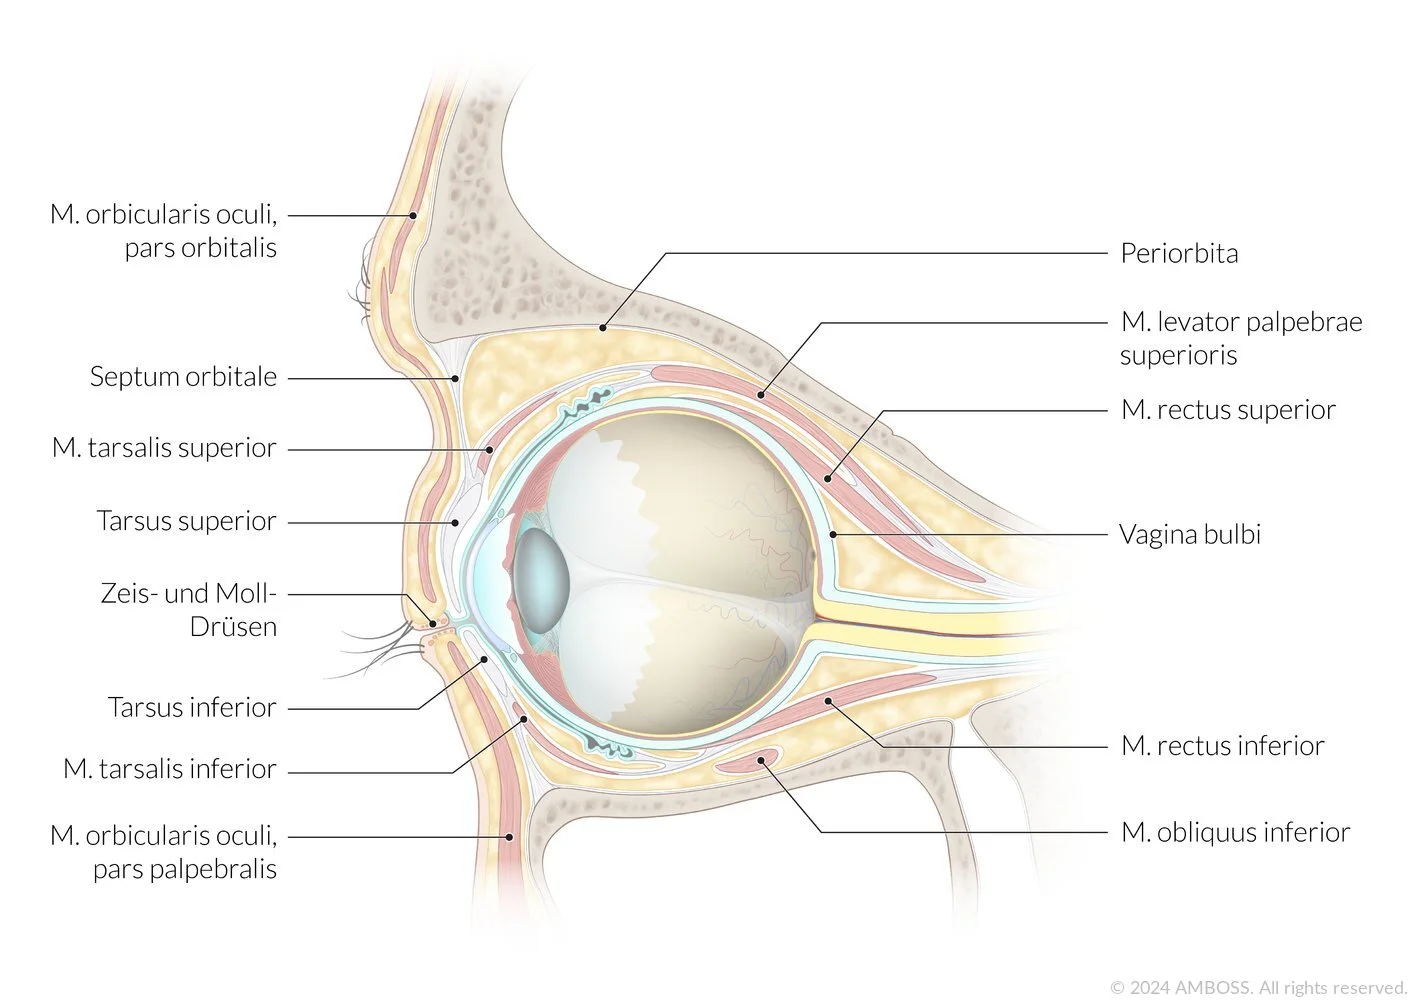 M. orbicularis oculi,
pars orbitalis
Septum orbitale
M. tarsalis superior
Tarsus superior
Zeis- und Moll-
Drüsen
Tarsus inferior
M. tarsalis inferior
M. orbicularis oculi,
pars palpebralis
Periorbita
M. levator palpebrae
superioris
M. rectus superior
Vagina bulbi
M. rectus inferior
M. obliquus inferior
© 2024 AMBOSS. All rights reserved.